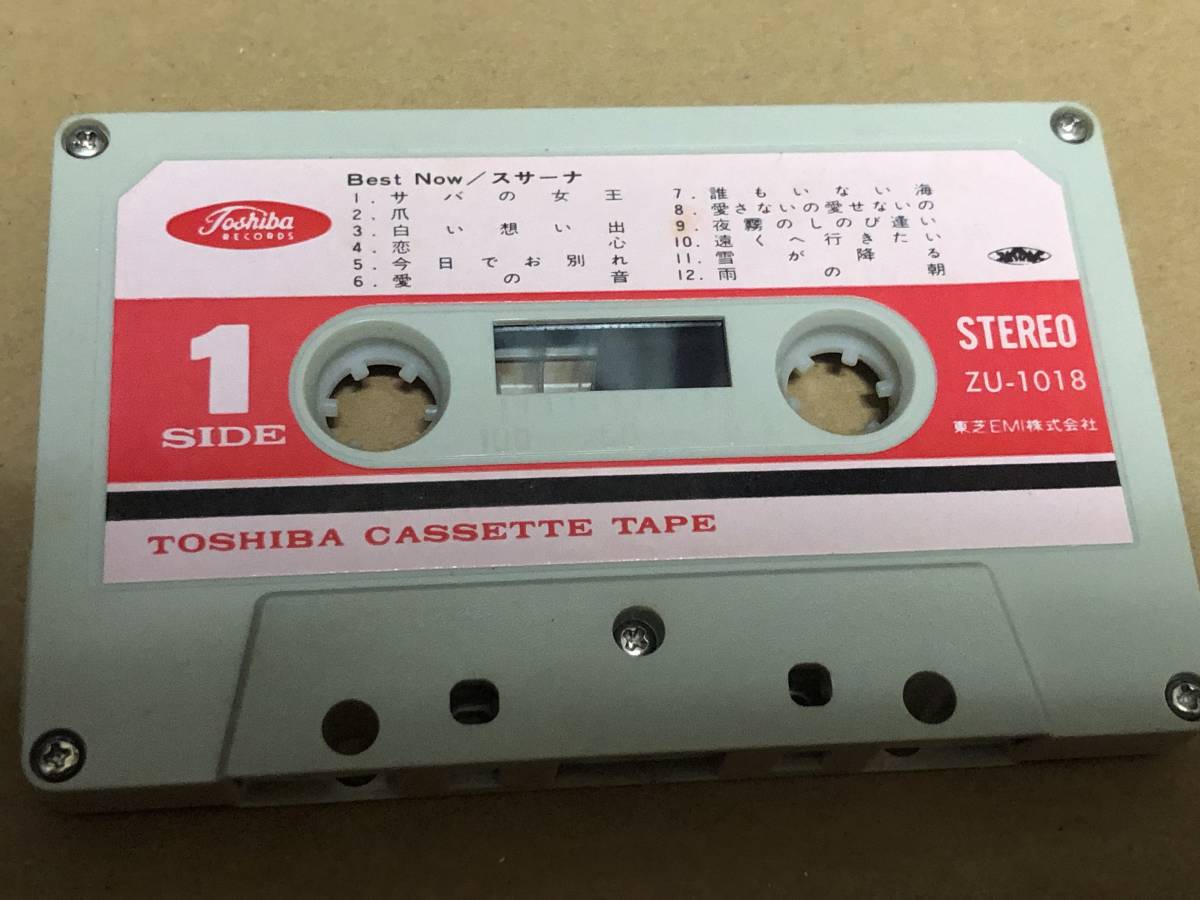 Best Now／スサーナ
1. サバの女王
2. 爪
3. 白い想い出
4. 恋心
5. 今日でお別れ
6. 愛の音
7. 誰もいない海
8. 愛さないの愛せないの
9. 夜霧のしのび逢い
10. 遠くへ行きたい
11. 雪が降る
12. 雨の朝
Toshiba
RECORDS
1
SIDE
100 50
STEREO
ZU-1018
東芝EMI株式会社
TOSHIBA CASSETTE TAPE